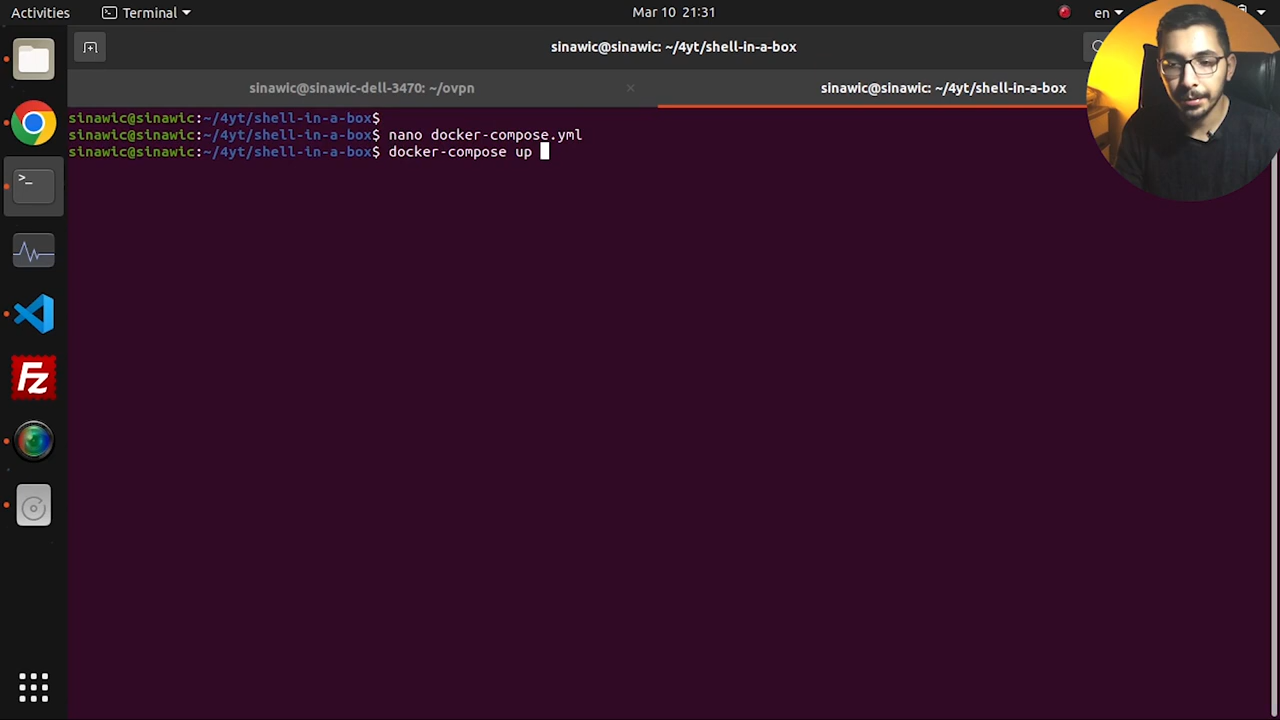 Activities
Terminal
Mar 10 21:31
en
sinawic@sinawic: ~/4yt/shell-in-a-box
sinawic@sinawic-dell-3470: ~/ovpn
sinawic@sinawic: ~/4yt/shell-in-a-box
sinawic@sinawic:~/4yt/shell-in-a-box$
sinawic@sinawic:~/4yt/shell-in-a-box$ nano docker-compose.yml
sinawic@sinawic:~/4yt/shell-in-a-box$ docker-compose up
>_
Fz